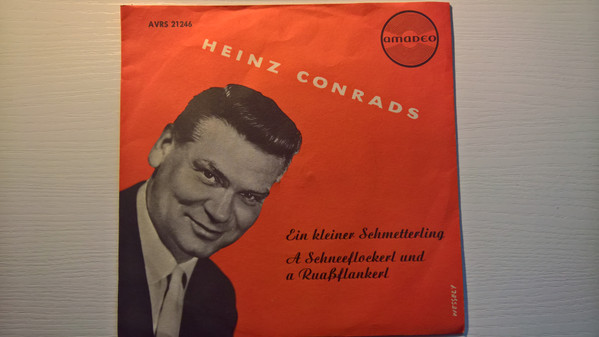 AVRS 21246
amadeo
HEINZ CONRADS
Ein kleiner Schmetterling
A Schneeflockerl und
a Ruaßflankerl
WESSELY